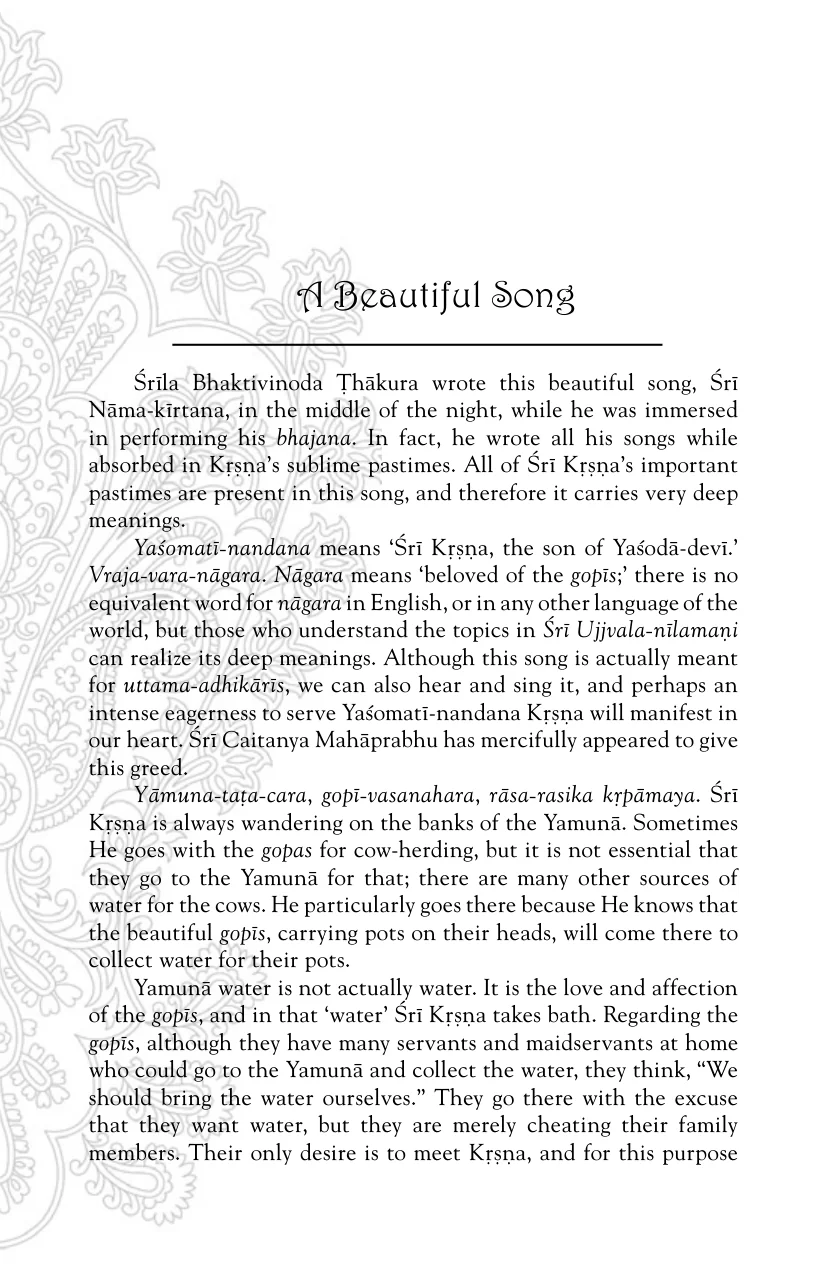 A Beautiful Song
Śrīla Bhaktivinoda Ṭhākura wrote this beautiful song, Śrī
Nāma-kīrtana, in the middle of the night, while he was immersed
in performing his bhajana. In fact, he wrote all his songs while
absorbed in Kṛṣṇa’s sublime pastimes. All of Śrī Kṛṣṇa’s important
pastimes are present in this song, and therefore it carries very deep
meanings.
Yaśomatī-nandana means ‘Śrī Kṛṣṇa, the son of Yaśodā-devī.’
Vraja-vara-nāgara. Nāgara means ‘beloved of the gopīs;’ there is no
equivalent word for nāgara in English, or in any other language of the
world, but those who understand the topics in Śrī Ujjvala-nīlamaṇi
can realize its deep meanings. Although this song is actually meant
for uttama-adhikārīs, we can also hear and sing it, and perhaps an
intense eagerness to serve Yaśomatī-nandana Kṛṣṇa will manifest in
our heart. Śrī Caitanya Mahāprabhu has mercifully appeared to give
this greed.
Yāmuna-taṭa-cara, gopī-vasanahara, rāsa-rasika kṛpāmaya. Śrī
Kṛṣṇa is always wandering on the banks of the Yamunā. Sometimes
He goes with the gopas for cow-herding, but it is not essential that
they go to the Yamunā for that; there are many other sources of
water for the cows. He particularly goes there because He knows that
the beautiful gopīs, carrying pots on their heads, will come there to
collect water for their pots.
Yamunā water is not actually water. It is the love and affection
of the gopīs, and in that ‘water’ Śrī Kṛṣṇa takes bath. Regarding the
gopīs, although they have many servants and maidservants at home
who could go to the Yamunā and collect the water, they think, “We
should bring the water ourselves.” They go there with the excuse
that they want water, but they are merely cheating their family
members. Their only desire is to meet Kṛṣṇa, and for this purpose